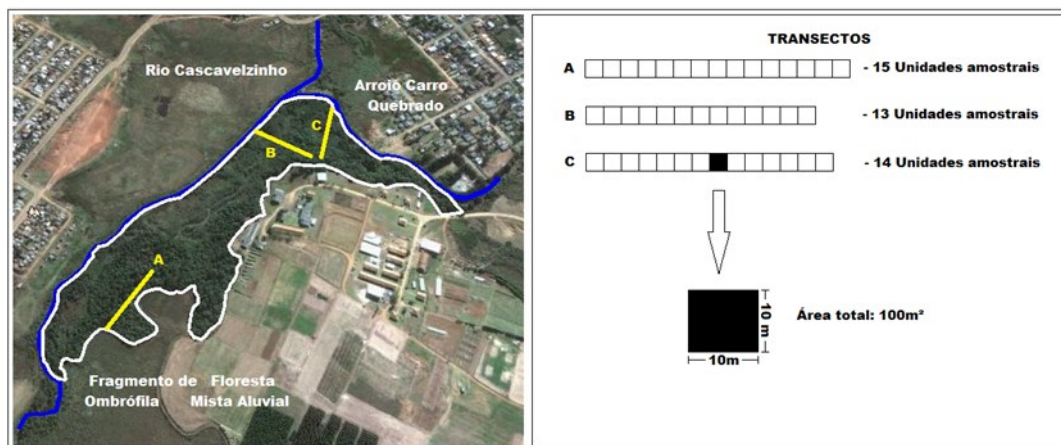 Rio Cascavelzinho
Arroio Carro
Quebrado
C
B
A
Fragmento de Floresta
Ombrófila Mista Aluvial
TRANSECTOS
A - 15 Unidades amostrais
B - 13 Unidades amostrais
C - 14 Unidades amostrais
10 m
Área total: 100m²
10m